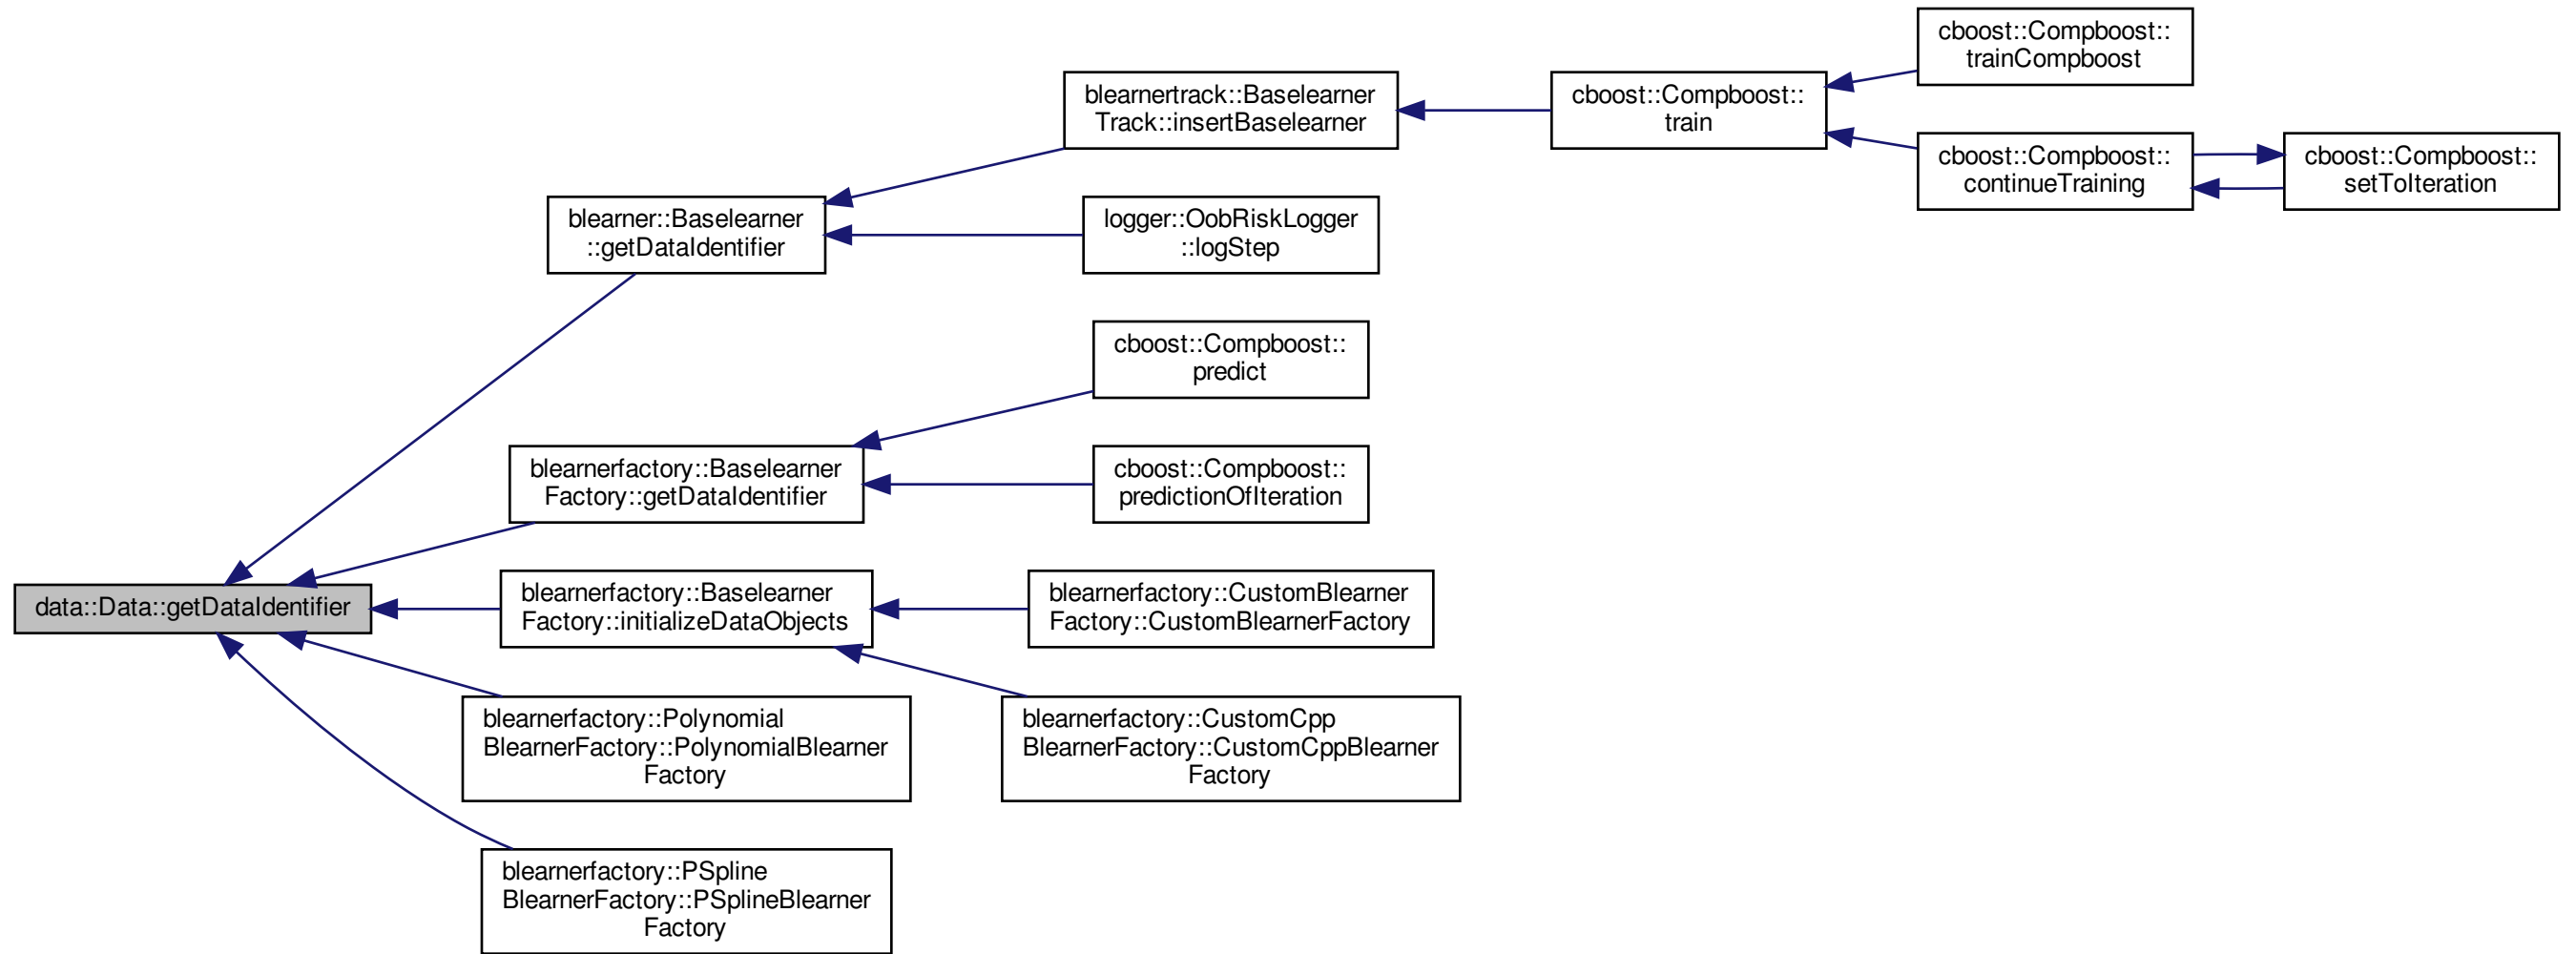 cboost::Compboost::
trainCompboost
blearnertrack::Baselearner
Track::insertBaselearner
cboost::Compboost::
train
cboost::Compboost::
continueTraining
cboost::Compboost::
setToIteration
blearner::Baselearner
::getDataIdentifier
logger::OobRiskLogger
::logStep
cboost::Compboost::
predict
blearnerfactory::Baselearner
Factory::getDataIdentifier
cboost::Compboost::
predictionOfIteration
data::Data::getDataIdentifier
blearnerfactory::Baselearner
Factory::initializeDataObjects
blearnerfactory::CustomBlearner
Factory::CustomBlearnerFactory
blearnerfactory::Polynomial
BlearnerFactory::PolynomialBlearner
Factory
blearnerfactory::CustomCpp
BlearnerFactory::CustomCppBlearner
Factory
blearnerfactory::PSpline
BlearnerFactory::PSplineBlearner
Factory